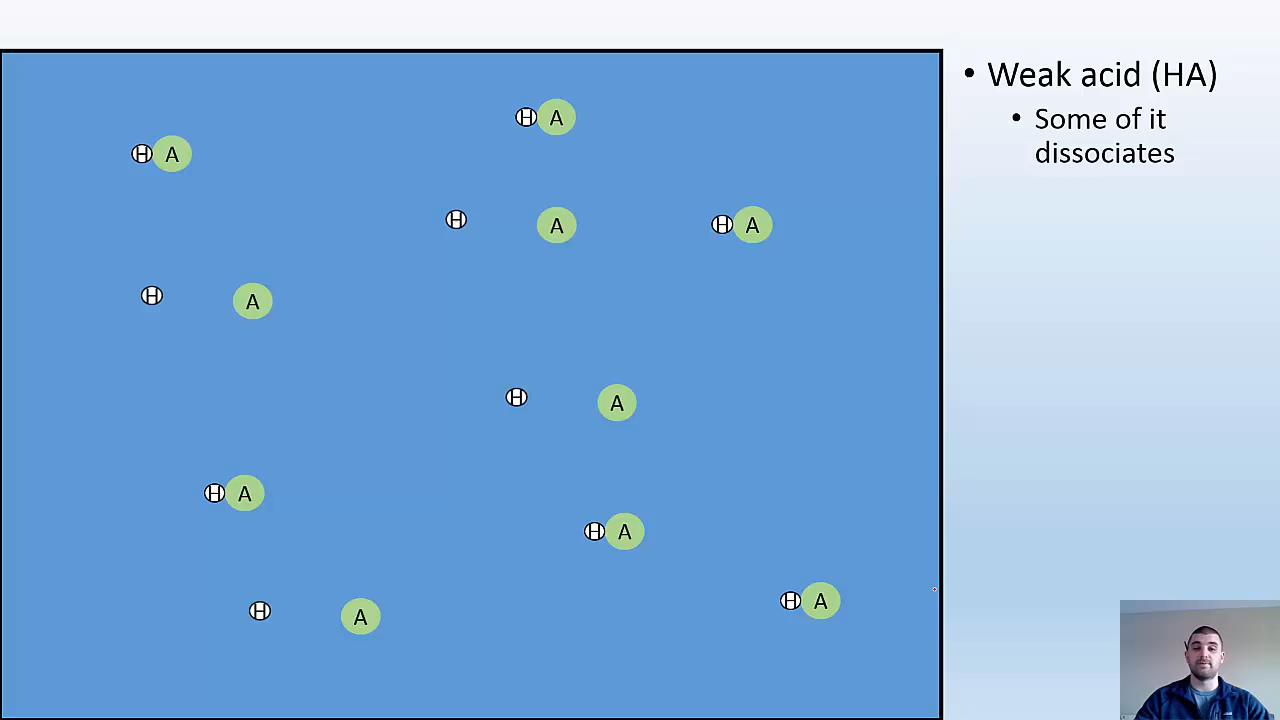 H A
H A
H A
H A
H A
H A
H A
H A
H A
H A
• Weak acid (HA)
• Some of it
dissociates